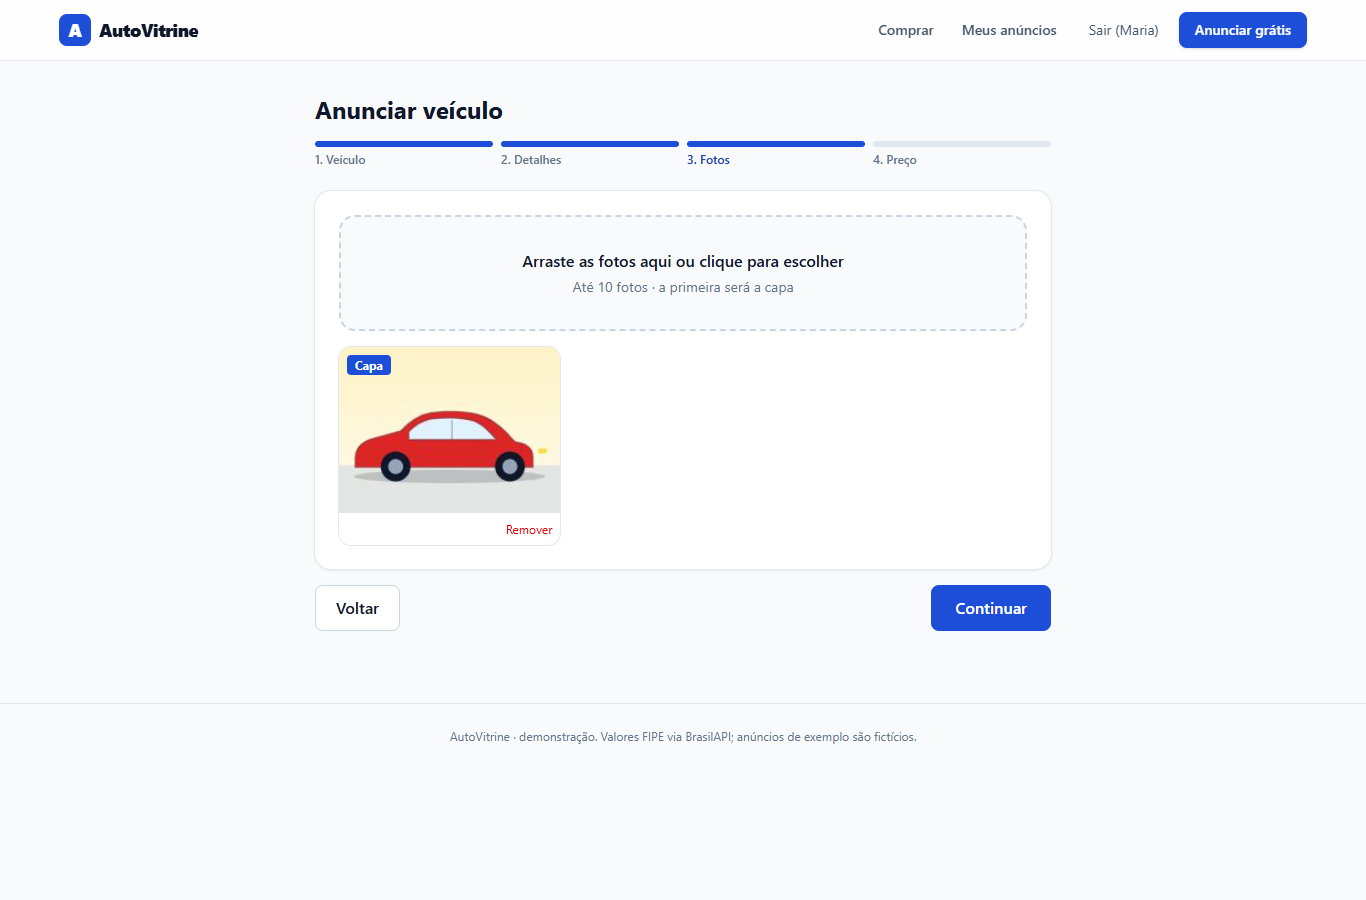 A AutoVitrine
Comprar
Meus anúncios
Sair (Maria)
Anunciar grátis
Anunciar veículo
1. Veículo
2. Detalhes
3. Fotos
4. Preço
Arraste as fotos aqui ou clique para escolher
Até 10 fotos · a primeira será a capa
Capa
Remover
Voltar
Continuar
AutoVitrine · demonstração. Valores FIPE via BrasilAPI; anúncios de exemplo são fictícios.